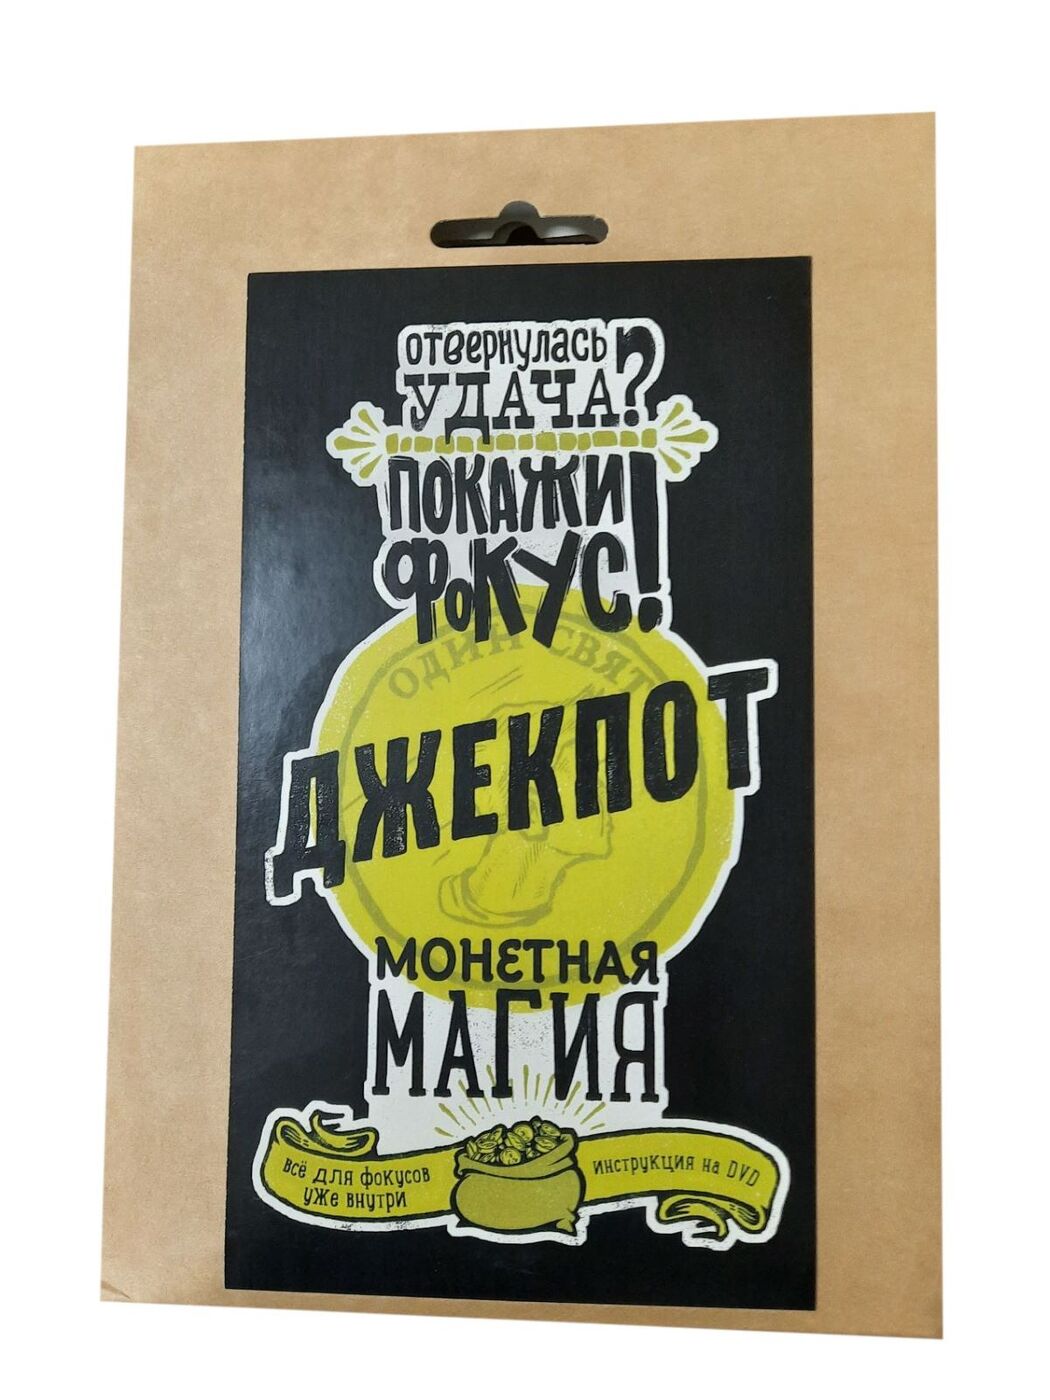 отвернулась
УДАЧА?
ПОКАЖИ
ФОКУС!
ОДИН СВЯТ
ДЖЕКПОТ
МОНЕТНАЯ
МАГИЯ
всё для фокусов
уже внутри
инструкция на DVD